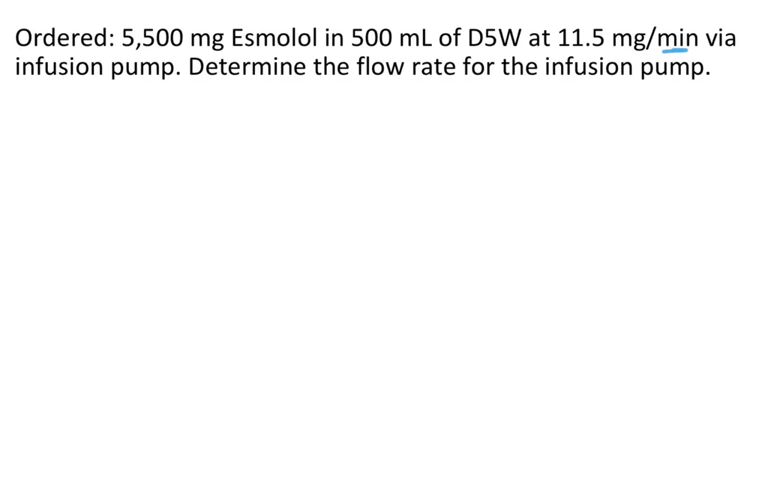 Ordered: 5,500 mg Esmolol in 500 mL of D5W at 11.5 mg/min via
infusion pump. Determine the flow rate for the infusion pump.